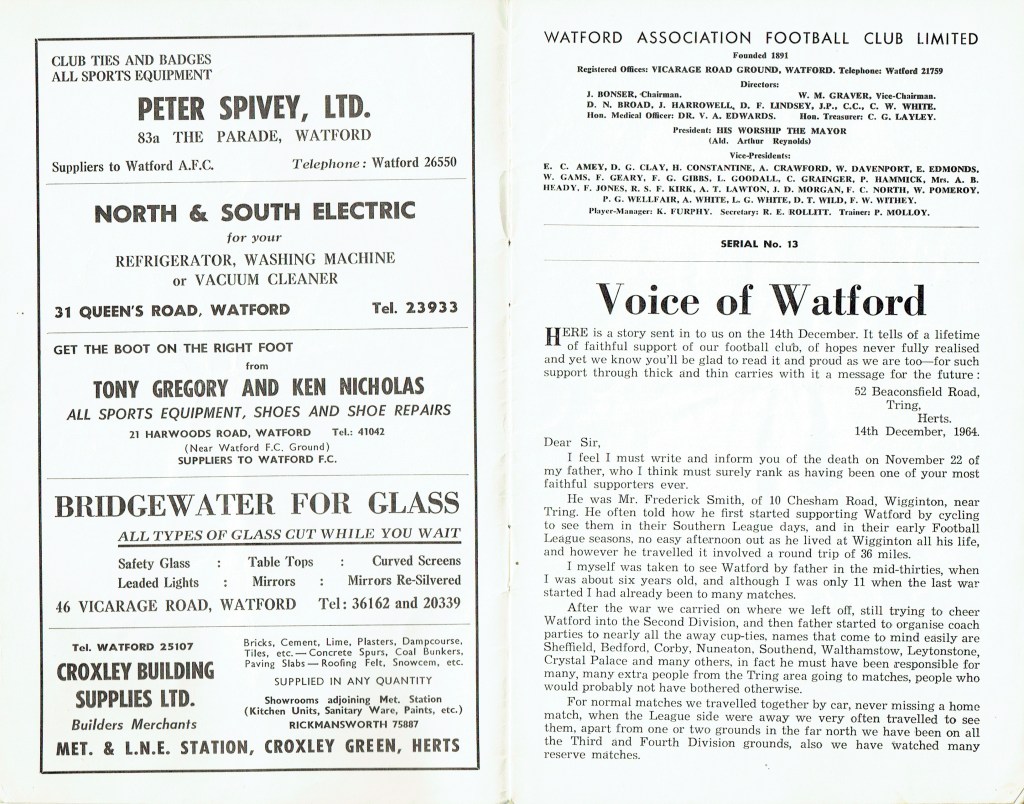 CLUB TIES AND BADGES
ALL SPORTS EQUIPMENT
PETER SPIVEY, LTD.
83a THE PARADE, WATFORD
Suppliers to Watford A.F.C. Telephone: Watford 26550
NORTH & SOUTH ELECTRIC
for your
REFRIGERATOR, WASHING MACHINE
or VACUUM CLEANER
31 QUEEN'S ROAD, WATFORD Tel. 23933
GET THE BOOT ON THE RIGHT FOOT
from
TONY GREGORY AND KEN NICHOLAS
ALL SPORTS EQUIPMENT, SHOES AND SHOE REPAIRS
21 HARWOODS ROAD, WATFORD Tel.: 41042
(Near Watford F.C. Ground)
SUPPLIERS TO WATFORD F.C.
BRIDGEWATER FOR GLASS
ALL TYPES OF GLASS CUT WHILE YOU WAIT
Safety Glass : Table Tops : Curved Screens
Leaded Lights : Mirrors : Mirrors Re-Silvered
46 VICARAGE ROAD, WATFORD Tel: 36162 and 20339
Tel. WATFORD 25107
CROXLEY BUILDING
SUPPLIES LTD.
Builders Merchants
Bricks, Cement, Lime, Plasters, Dampcourse,
Tiles, etc.—Concrete Spurs, Coal Bunkers,
Paving Slabs—Roofing Felt, Snowcem, etc.
SUPPLIED IN ANY QUANTITY
Showrooms adjoining Met. Station
(Kitchen Units, Sanitary Ware, Paints, etc.)
RICKMANSWORTH 75887
MET. & L.N.E. STATION, CROXLEY GREEN, HERTS
WATFORD ASSOCIATION FOOTBALL CLUB LIMITED
Founded 1891
Registered Offices: VICARAGE ROAD GROUND, WATFORD. Telephone: Watford 21759
Directors:
J. BONSER, Chairman. W. M. GRAVER, Vice-Chairman.
D. N. BROAD, J. HARROWELL, D. F. LINDSEY, J.P., C.C., C. W. WHITE.
Hon. Medical Officer: DR. V. A. EDWARDS. Hon. Treasurer: C. G. LAYLEY.
President: HIS WORSHIP THE MAYOR
(Ald. Arthur Reynolds)
Vice-Presidents:
E. C. AMEY, D. G. CLAY, H. CONSTANTINE, A. CRAWFORD, W. DAVENPORT, E. EDMONDS,
W. GAMS, F. GEARY, F. G. GIBBS, L. GOODALL, C. GRAINGER, P. HAMMICK, Mrs. A. B.
HEADY, F. JONES, R. S. F. KIRK, A. T. LAWTON, J. D. MORGAN, F. C. NORTH, W. POMEROY,
P. G. WELLFAIR, A. WHITE, L. G. WHITE, D. T. WILD, F. W. WITHEY.
Player-Manager: K. FURPHY. Secretary: R. E. ROLLITT. Trainer: P. MOLLOY.
SERIAL No. 13
Voice of Watford
HERE is a story sent in to us on the 14th December. It tells of a lifetime
of faithful support of our football club, of hopes never fully realised
and yet we know you'll be glad to read it and proud as we are too—for such
support through thick and thin carries with it a message for the future:
52 Beaconsfield Road,
Tring,
Herts.
14th December, 1964.
Dear Sir,
I feel I must write and inform you of the death on November 22 of
my father, who I think must surely rank as having been one of your most
faithful supporters ever.
He was Mr. Frederick Smith, of 10 Chesham Road, Wigginton, near
Tring. He often told how he first started supporting Watford by cycling
to see them in their Southern League days, and in their early Football
League seasons, no easy afternoon out as he lived at Wigginton all his life,
and however he travelled it involved a round trip of 36 miles.
I myself was taken to see Watford by father in the mid-thirties, when
I was about six years old, and although I was only 11 when the last war
started I had already been to many matches.
After the war we carried on where we left off, still trying to cheer
Watford into the Second Division, and then father started to organise coach
parties to nearly all the away cup-ties, names that come to mind easily are
Sheffield, Bedford, Corby, Nuneaton, Southend, Walthamstow, Leytonstone,
Crystal Palace and many others, in fact he must have been responsible for
many, many extra people from the Tring area going to matches, people who
would probably not have bothered otherwise.
For normal matches we travelled together by car, never missing a home
match, when the League side were away we very often travelled to see
them, apart from one or two grounds in the far north we have been on all
the Third and Fourth Division grounds, also we have watched many
reserve matches.